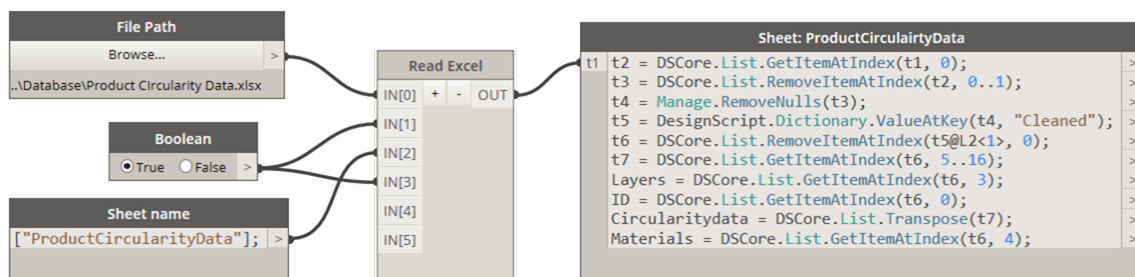 File Path
Browse... >
..\Database\Product Circularity Data.xlsx
Boolean
True False >
Sheet name
["ProductCircularityData"]; >
Read Excel
IN[0] + - OUT
IN[1]
IN[2]
IN[3]
IN[4]
IN[5]
Sheet: ProductCirculairtyData
t1 t2 = DSCore.List.GetItemAtIndex(t1, 0); >
t3 = DSCore.List.RemoveItemAtIndex(t2, 0..1); >
t4 = Manage.RemoveNulls(t3); >
t5 = DesignScript.Dictionary.ValueAtKey(t4, "Cleaned"); >
t6 = DSCore.List.RemoveItemAtIndex(t5@L2<1>, 0); >
t7 = DSCore.List.GetItemAtIndex(t6, 5..16); >
Layers = DSCore.List.GetItemAtIndex(t6, 3); >
ID = DSCore.List.GetItemAtIndex(t6, 0); >
Circularitydata = DSCore.List.Transpose(t7); >
Materials = DSCore.List.GetItemAtIndex(t6, 4); >